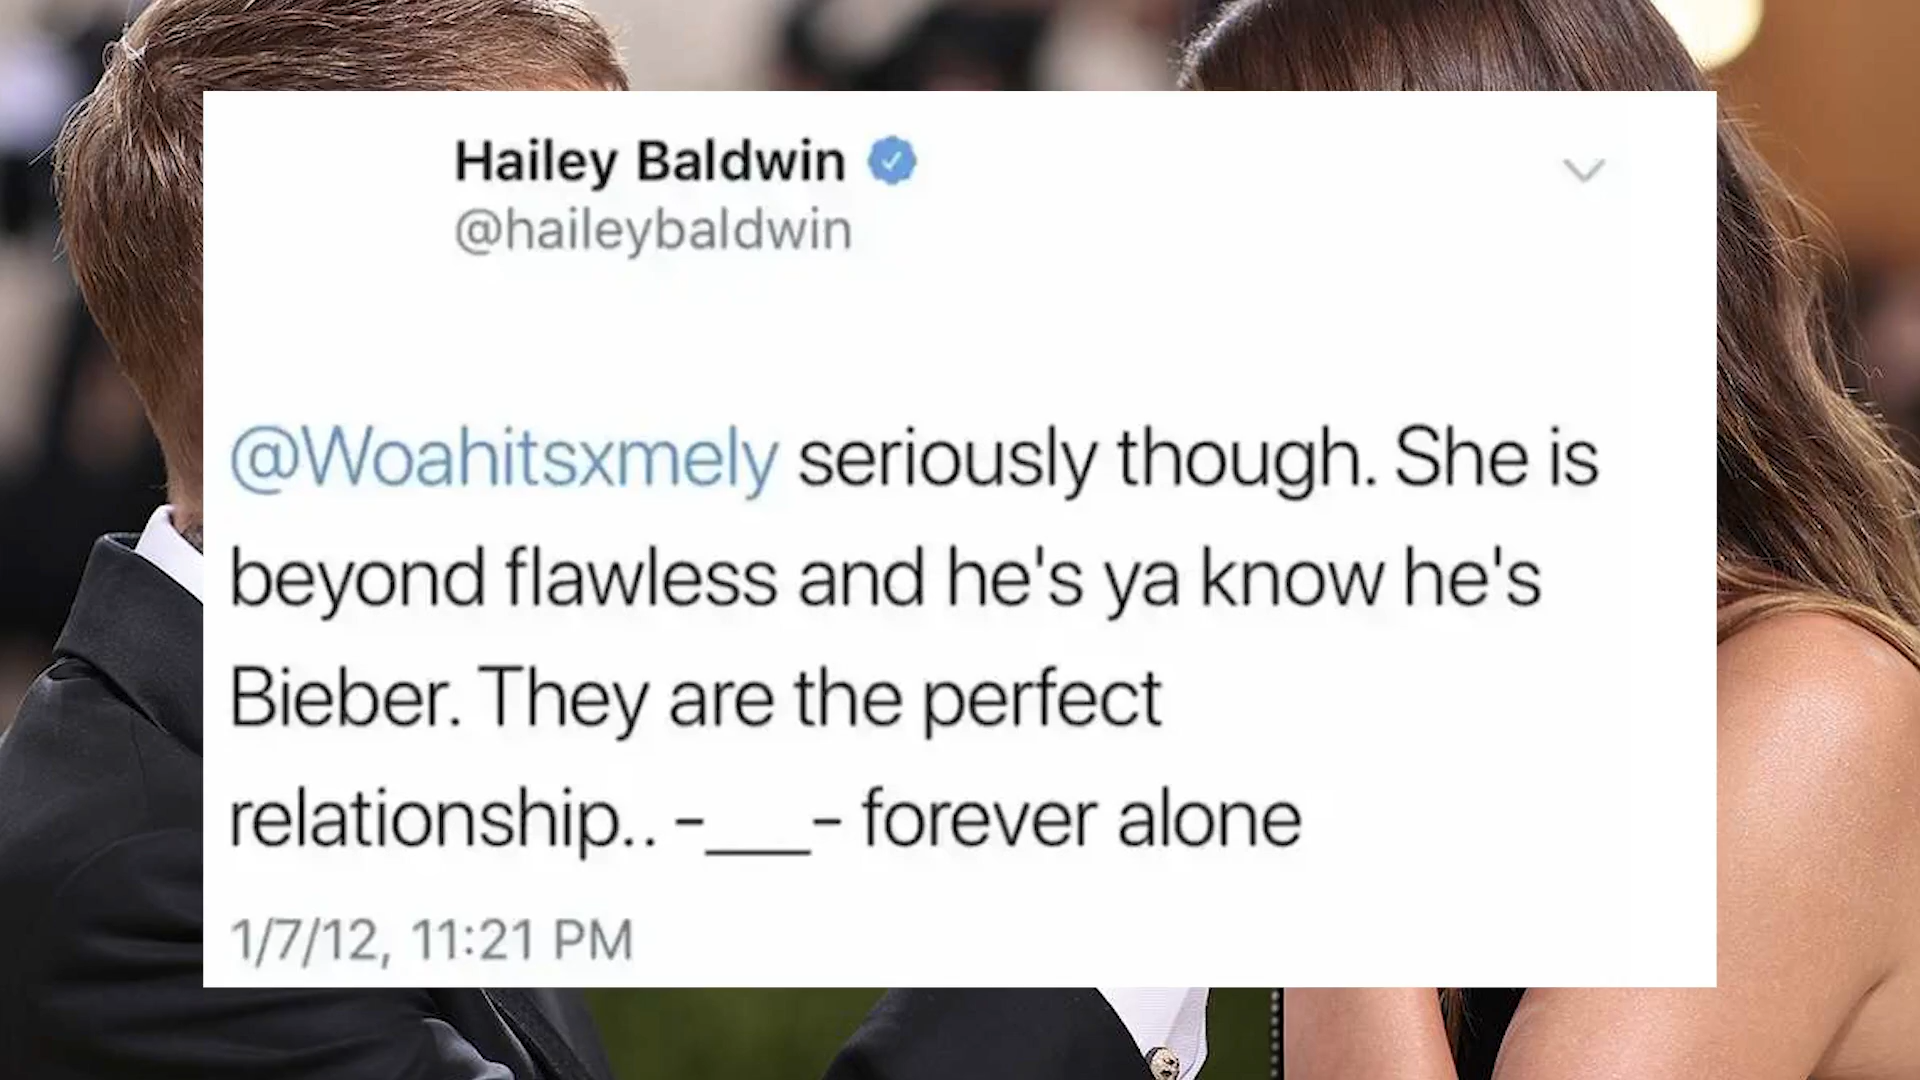 Hailey Baldwin
@haileybaldwin
@Woahitsxmely seriously though. She is
beyond flawless and he's ya know he's
Bieber. They are the perfect
relationship.. -___- forever alone
1/7/12, 11:21 PM